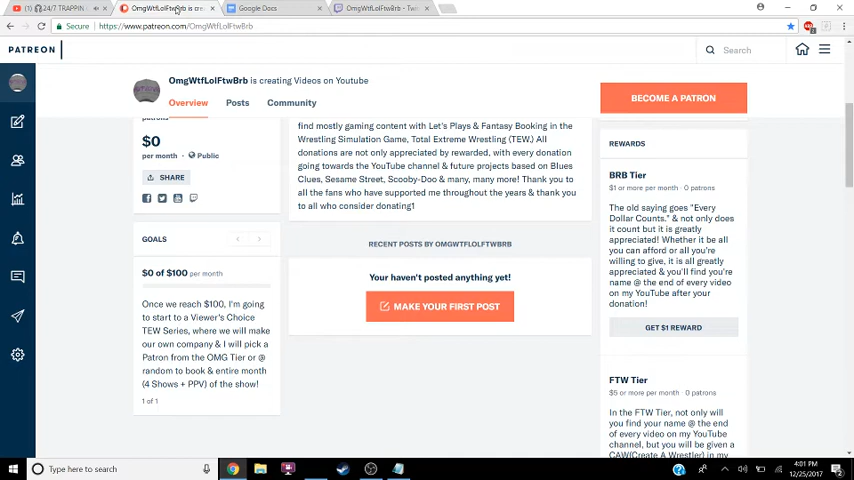 24/7 TRAPPIN
OmgWtfLolFtwBrb is cre
Google Docs
OmgWtfLolFtwBrb - Twi
Secure
https://www.patreon.com/OmgWtfLolFtwBrb
PATREON
Search
OmgWtfLolFtwBrb is creating Videos on Youtube
Overview
Posts
Community
BECOME A PATRON
patrons
$0
per month · Public
SHARE
find mostly gaming content with Let's Plays & Fantasy Booking in
the Wrestling Simulation Game, Total Extreme Wrestling (TEW.) All
donations are not only appreciated by rewarded, with every donation
going towards the YouTube channel & future projects based on Blues
Clues, Sesame Street, Scooby-Doo & many, many more! Thank you to
all the fans who have supported me throughout the years & thank you
to all who consider donating1
GOALS
$0 of $100 per month
Once we reach $100, I'm going
to start to a Viewer's Choice
TEW Series, where we will make
our own company & I will pick a
Patron from the OMG Tier or @
random to book & entire month
(4 Shows + PPV) of the show!
1 of 1
RECENT POSTS BY OMGWTFLOLFTWBRB
Your haven't posted anything yet!
MAKE YOUR FIRST POST
REWARDS
BRB Tier
$1 or more per month · 0 patrons
The old saying goes "Every
Dollar Counts." & not only does
it count but it is greatly
appreciated! Whether it be all
you can afford or all you're
willing to give, it is all greatly
appreciated & you'll find you're
name @ the end of every video
on my YouTube after your
donation!
GET $1 REWARD
FTW Tier
$5 or more per month · 0 patrons
In the FTW Tier, not only will
you find your name @ the end
of every video on my YouTube
channel, but you will be given a
CAW(Create A Wrestler) in my
Type here to search
4:01 PM
12/25/2017